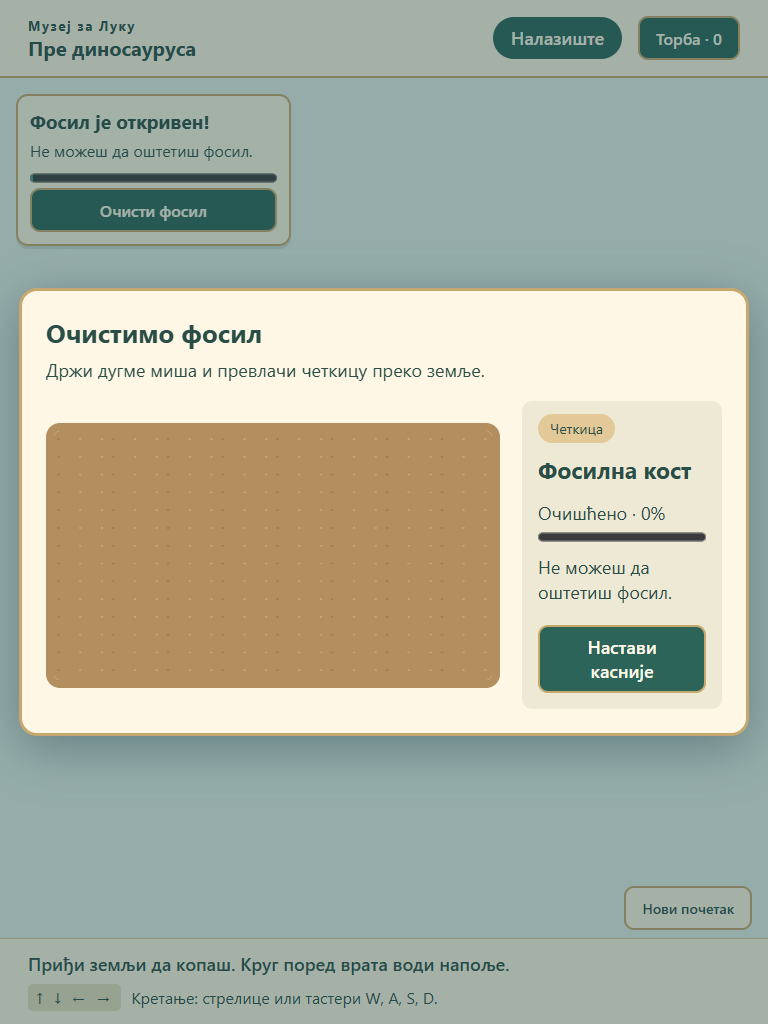 Музеј за Луку
Пре диносауруса
Налазиште
Торба · 0
Фосил је откривен!
Не можеш да оштетиш фосил.
Очисти фосил
Очистимо фосил
Држи дугме миша и превлачи четкицу преко земље.
Четкица
Фосилна кост
Очишћено · 0%
Не можеш да
оштетиш фосил.
Настави
касније
Нови почетак
Приђи земљи да копаш. Круг поред врата води напоље.
↑ ↓ ← → Кретање: стрелице или тастери W, A, S, D.